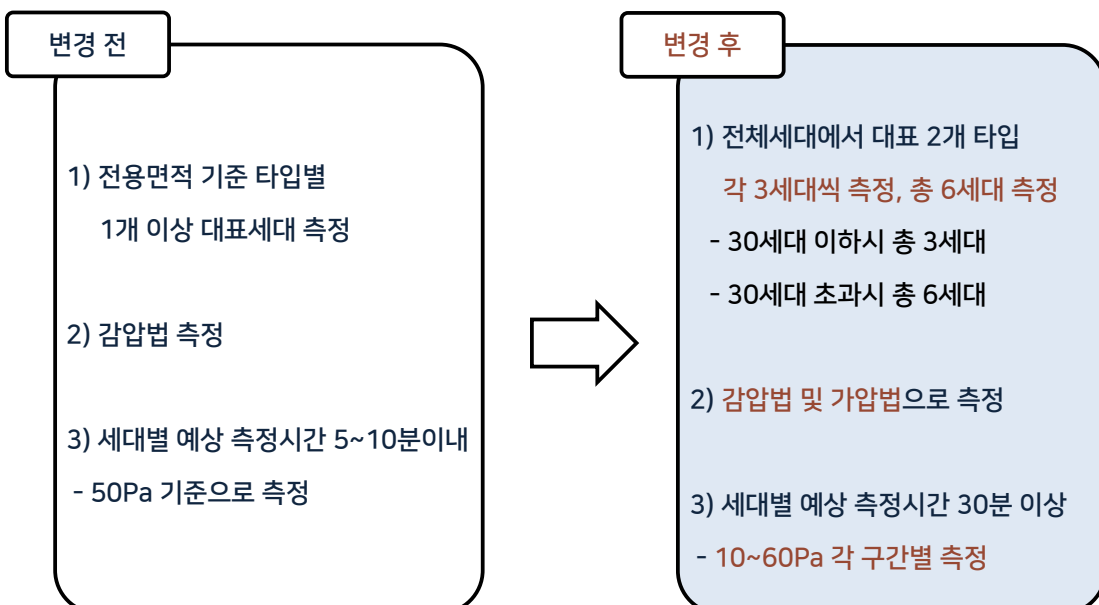 변경 전
1) 전용면적 기준 타입별
1개 이상 대표세대 측정
2) 감압법 측정
3) 세대별 예상 측정시간 5~10분이내
- 50Pa 기준으로 측정
변경 후
1) 전체세대에서 대표 2개 타입
각 3세대씩 측정, 총 6세대 측정
- 30세대 이하시 총 3세대
- 30세대 초과시 총 6세대
2) 감압법 및 가압법으로 측정
3) 세대별 예상 측정시간 30분 이상
- 10~60Pa 각 구간별 측정